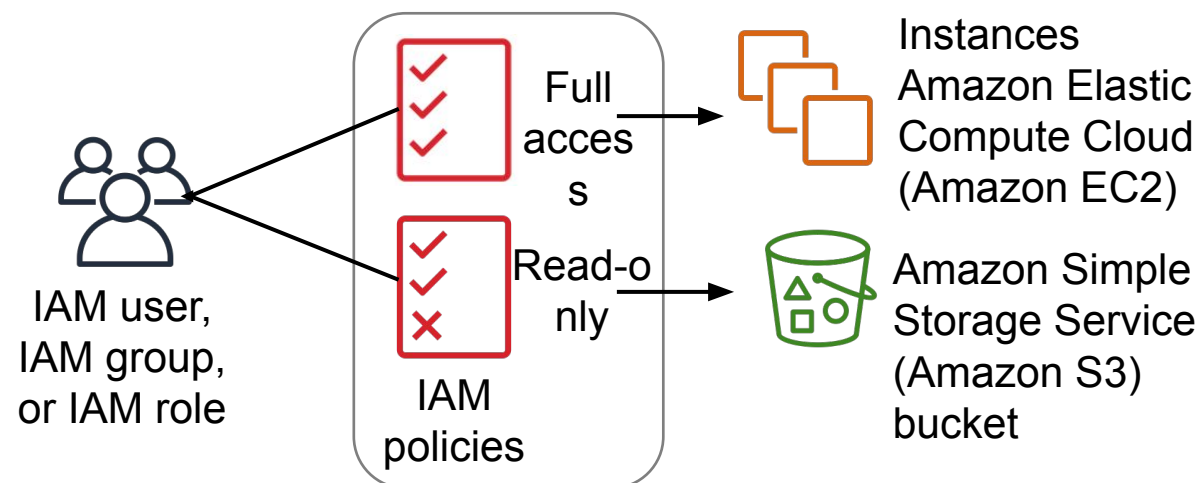 IAM user,
IAM group,
or IAM role
Full
acces
s
Read-o
nly
IAM
policies
Instances
Amazon Elastic
Compute Cloud
(Amazon EC2)
Amazon Simple
Storage Service
(Amazon S3)
bucket